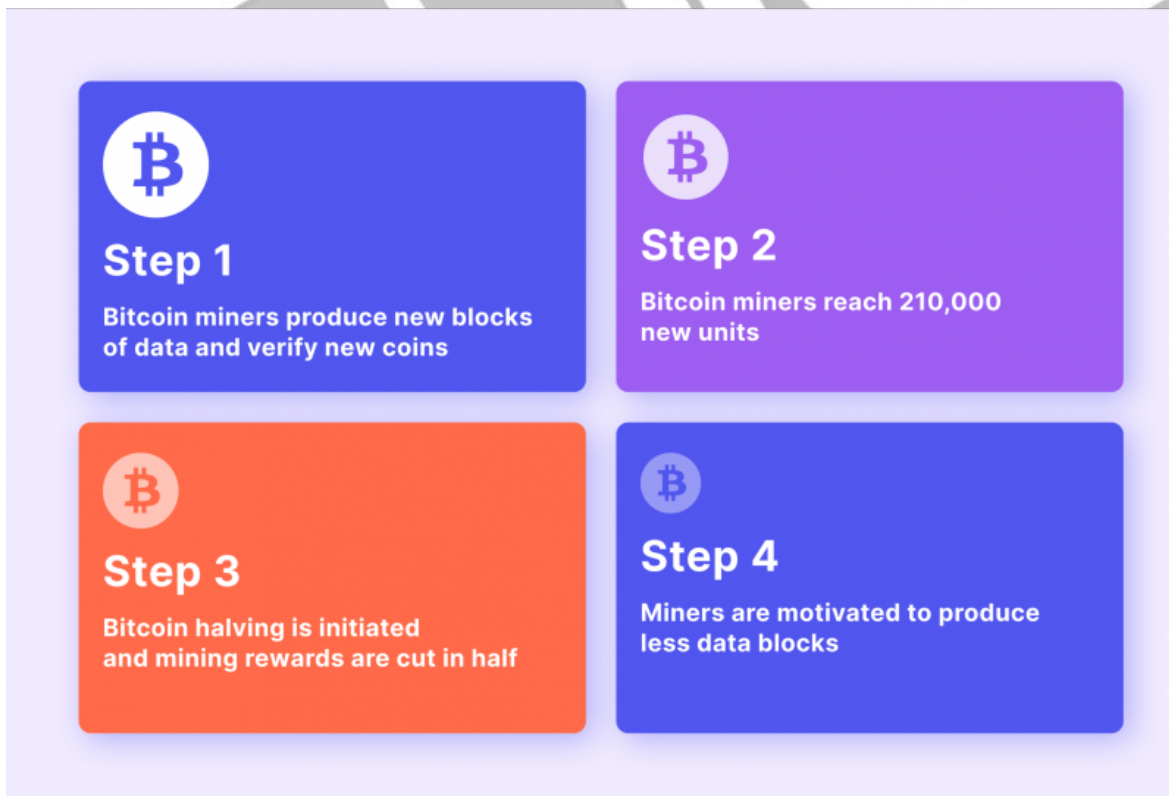 Step 1
Bitcoin miners produce new blocks
of data and verify new coins
Step 2
Bitcoin miners reach 210,000
new units
Step 3
Bitcoin halving is initiated
and mining rewards are cut in half
Step 4
Miners are motivated to produce
less data blocks